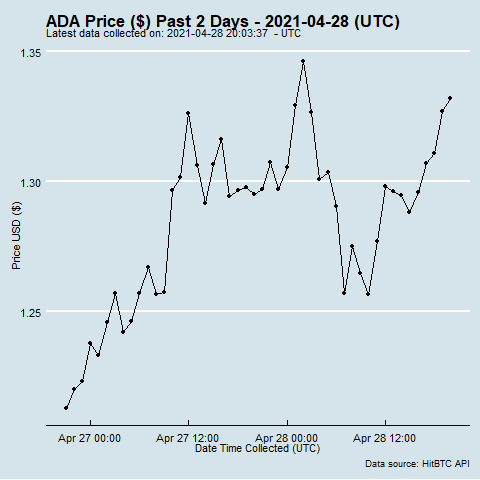 ADA Price ($) Past 2 Days - 2021-04-28 (UTC)
Latest data collected on: 2021-04-28 20:03:37  - UTC
1.35
1.30
1.25
Price USD ($)
Apr 27 00:00
Apr 27 12:00
Apr 28 00:00
Apr 28 12:00
Date Time Collected (UTC)
Data source: HitBTC API